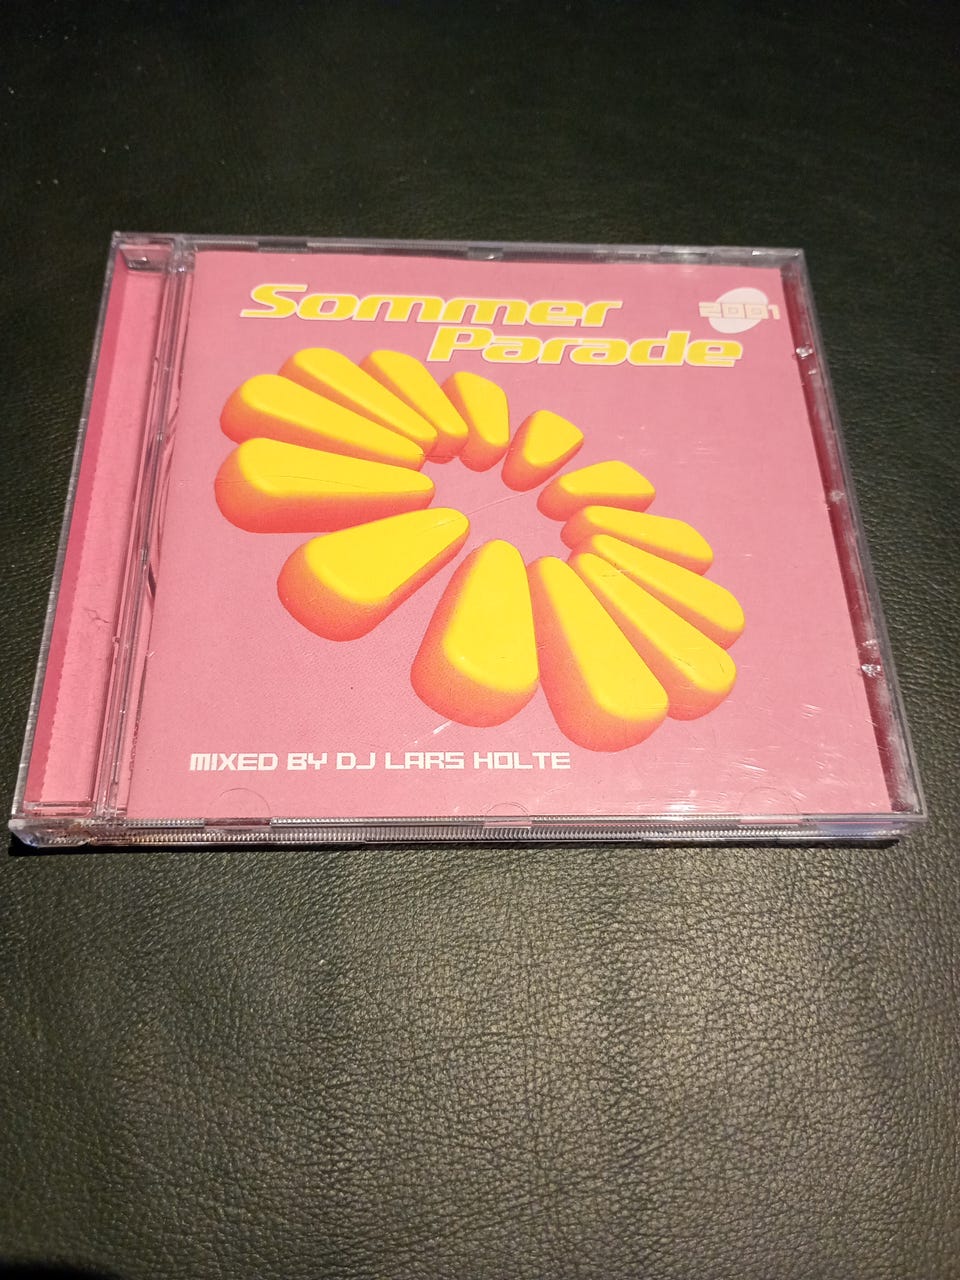 Sommer
Parade
2001
MIXED BY DJ LARS HOLTE